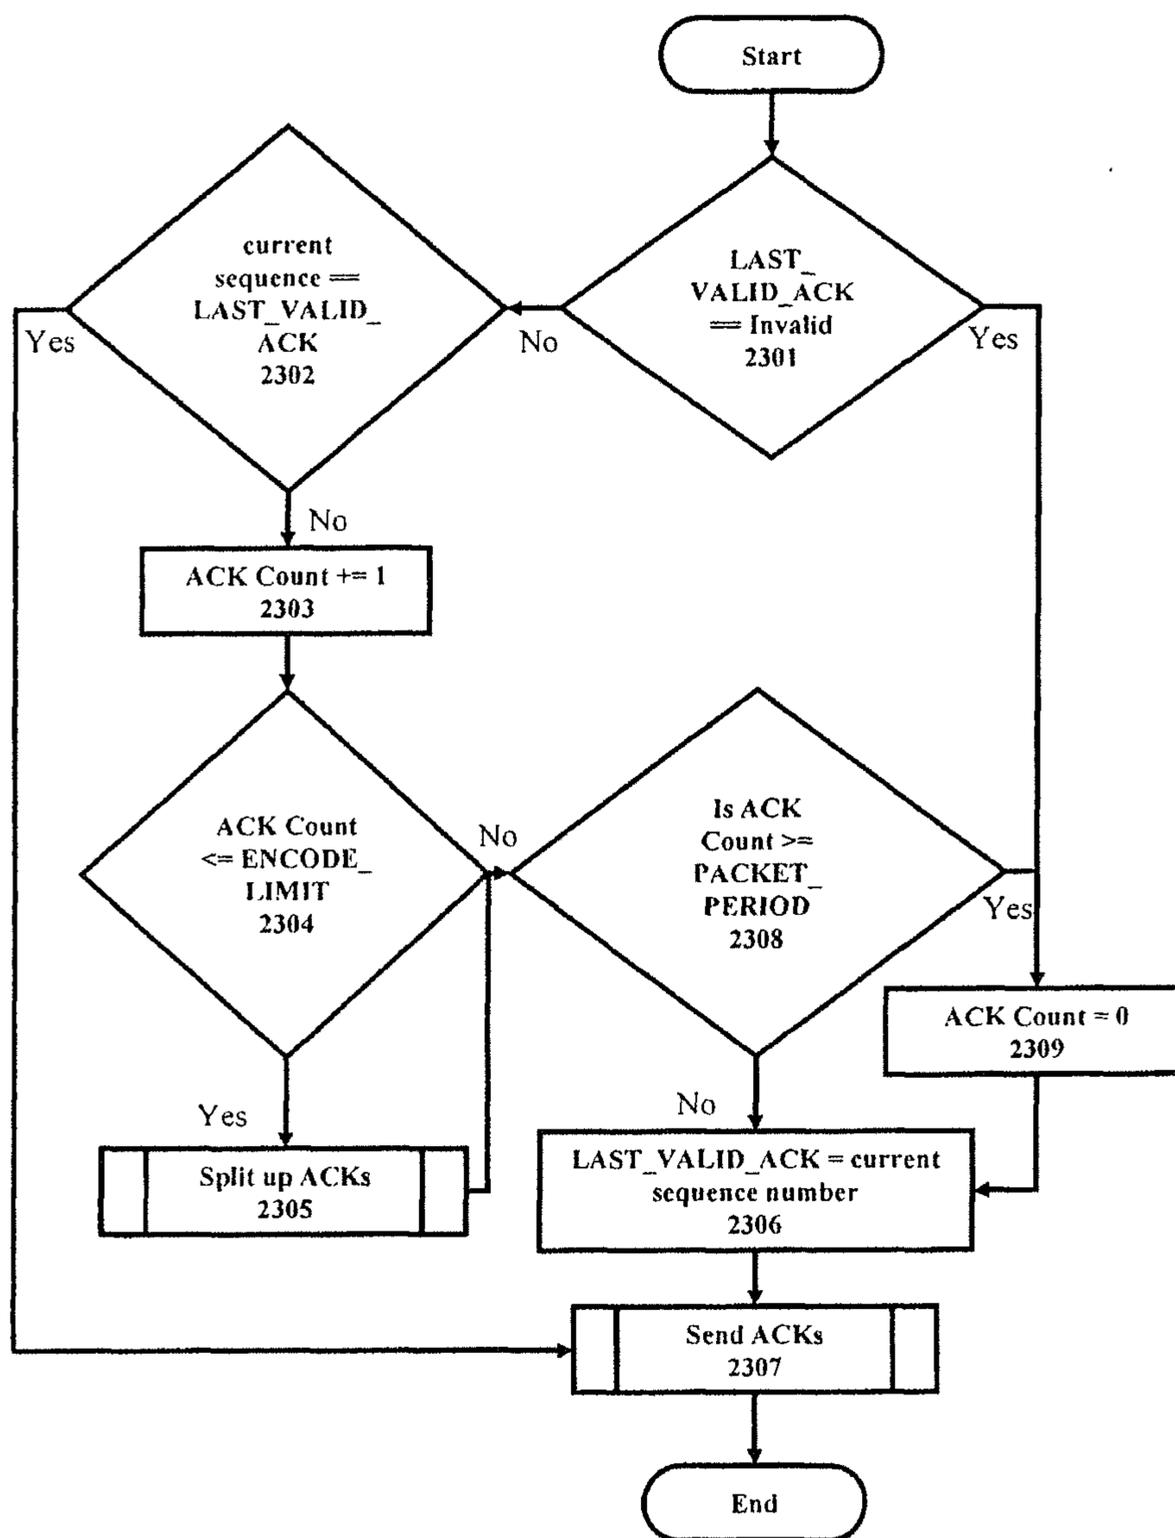 Start
current
sequence ==
LAST_VALID_
ACK
2302
LAST_
VALID_ACK
== Invalid
2301
Yes
No
Yes
No
ACK Count += 1
2303
ACK Count
<= ENCODE_
LIMIT
2304
No
Is ACK
Count >=
PACKET_
PERIOD
2308
Yes
ACK Count = 0
2309
Yes
No
Split up ACKs
2305
LAST_VALID_ACK = current
sequence number
2306
Send ACKs
2307
End